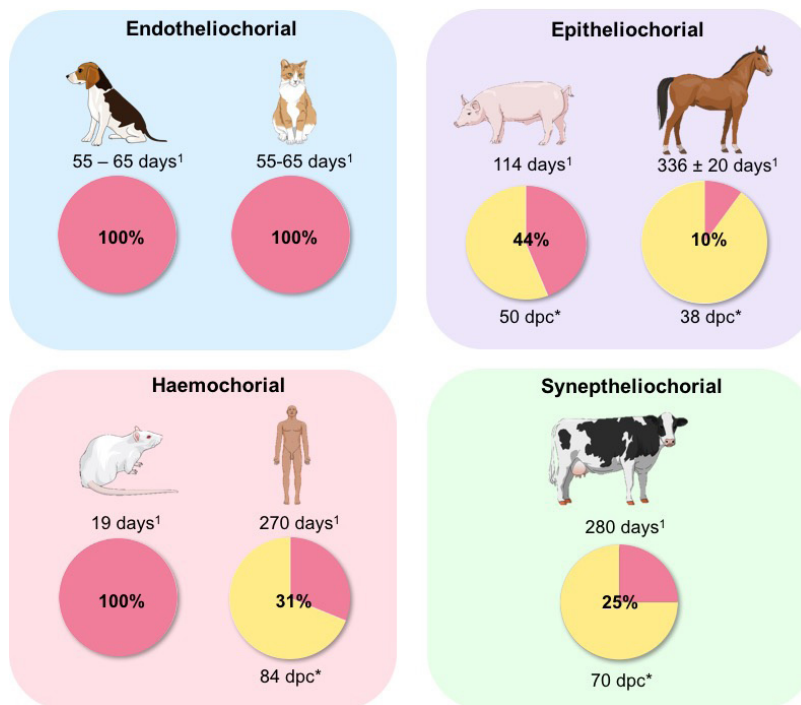 Endotheliochorial
55 – 65 days¹
55-65 days¹
100%
100%
Epitheliochorial
114 days¹
336 ± 20 days¹
44%
10%
50 dpc*
38 dpc*
Haemochorial
19 days¹
270 days¹
100%
31%
84 dpc*
Syneptheliochorial
280 days¹
25%
70 dpc*